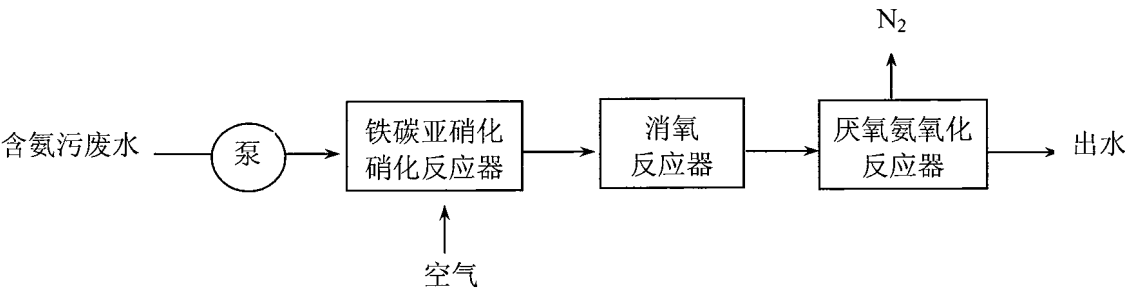 N₂
含氨污废水
泵
铁碳亚硝化
硝化反应器
消氧
反应器
厌氧氨氧化
反应器
出水
空气